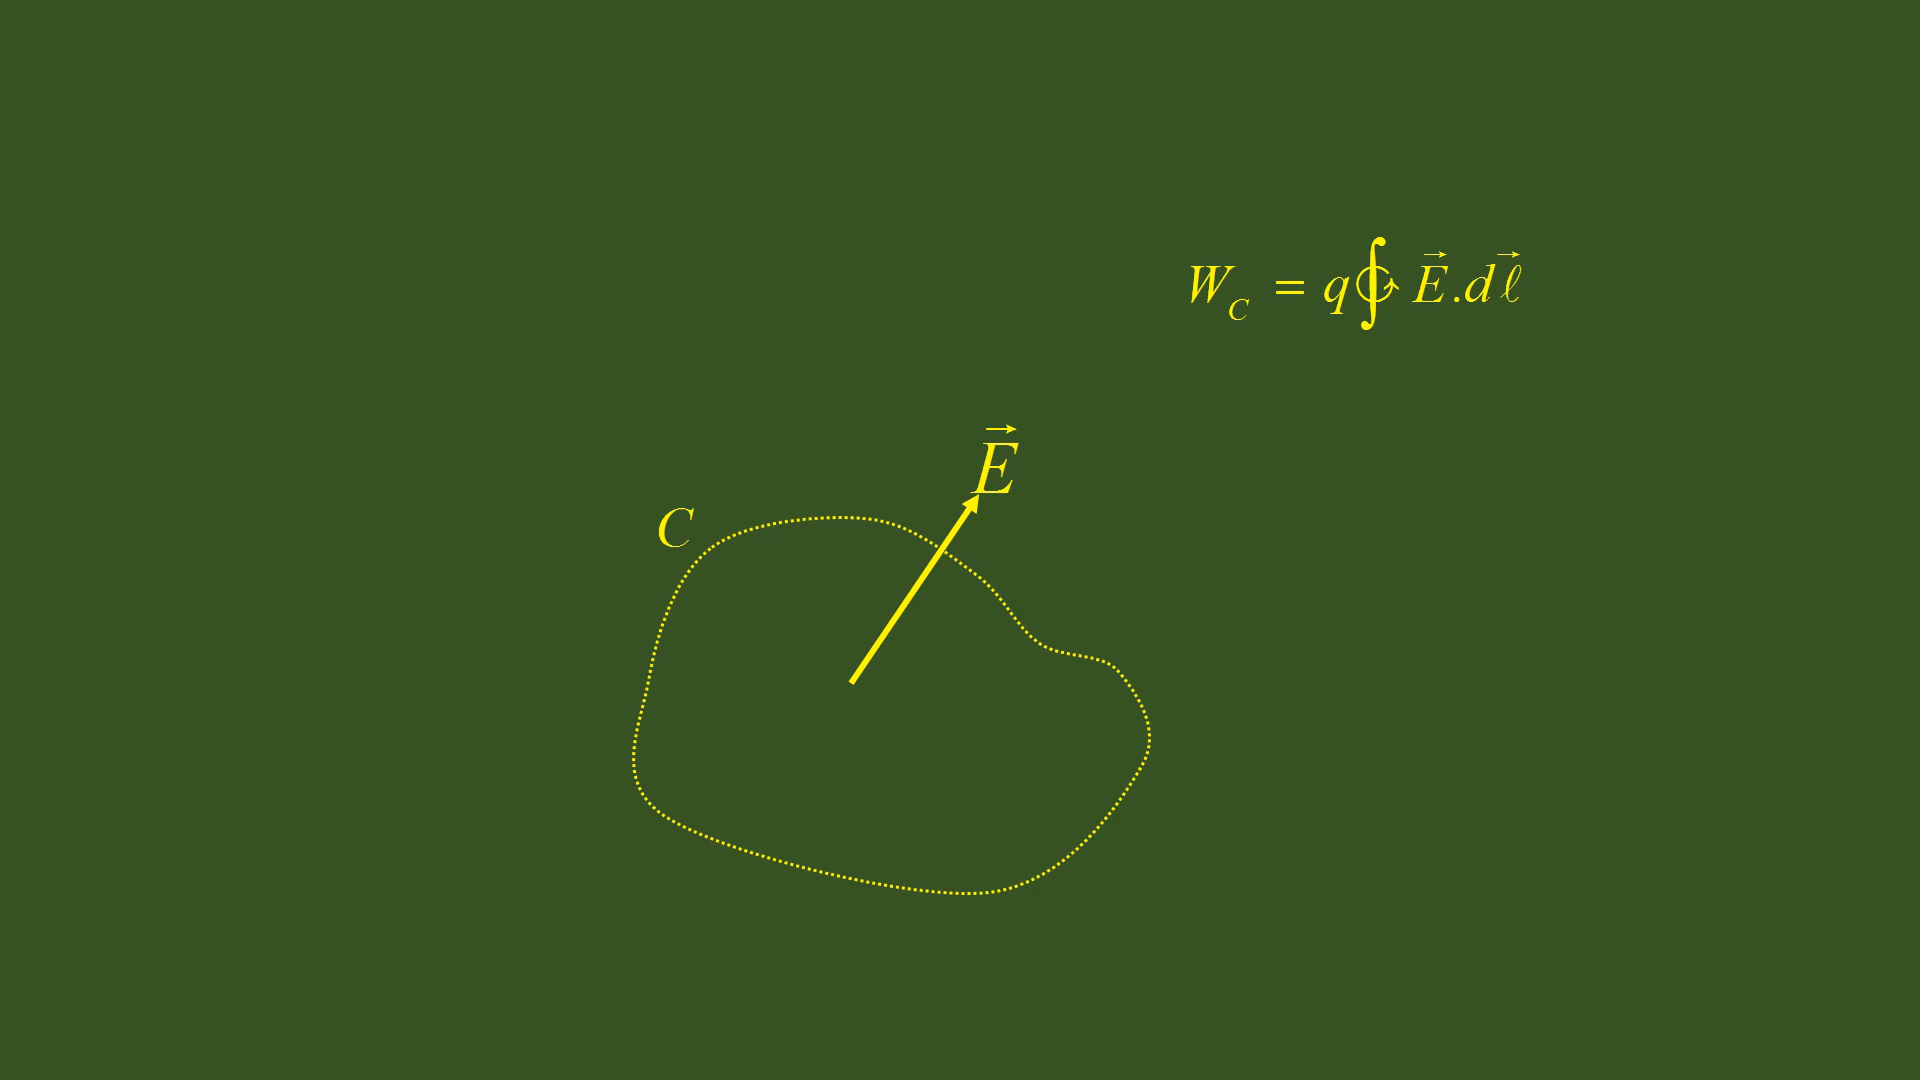 W_C = q∮ E⃗.dℓ⃗
E⃗
C